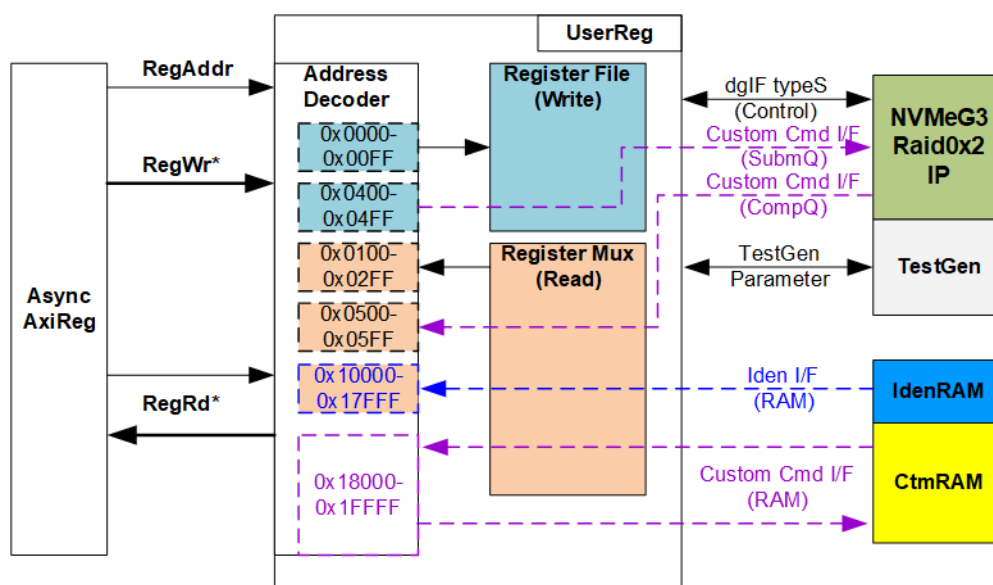 UserReg
RegAddr
Address
Decoder
Register File
(Write)
dgIF typeS
(Control)
NVMeG3
Raid0x2
IP
0x0000-
0x00FF
Custom Cmd I/F
(SubmQ)
RegWr*
0x0400-
0x04FF
Custom Cmd I/F
(CompQ)
0x0100-
0x02FF
Register Mux
(Read)
TestGen
Parameter
TestGen
Async
AxiReg
0x0500-
0x05FF
0x10000-
0x17FFF
Iden I/F
(RAM)
IdenRAM
RegRd*
0x18000-
0x1FFFF
Custom Cmd I/F
(RAM)
CtmRAM